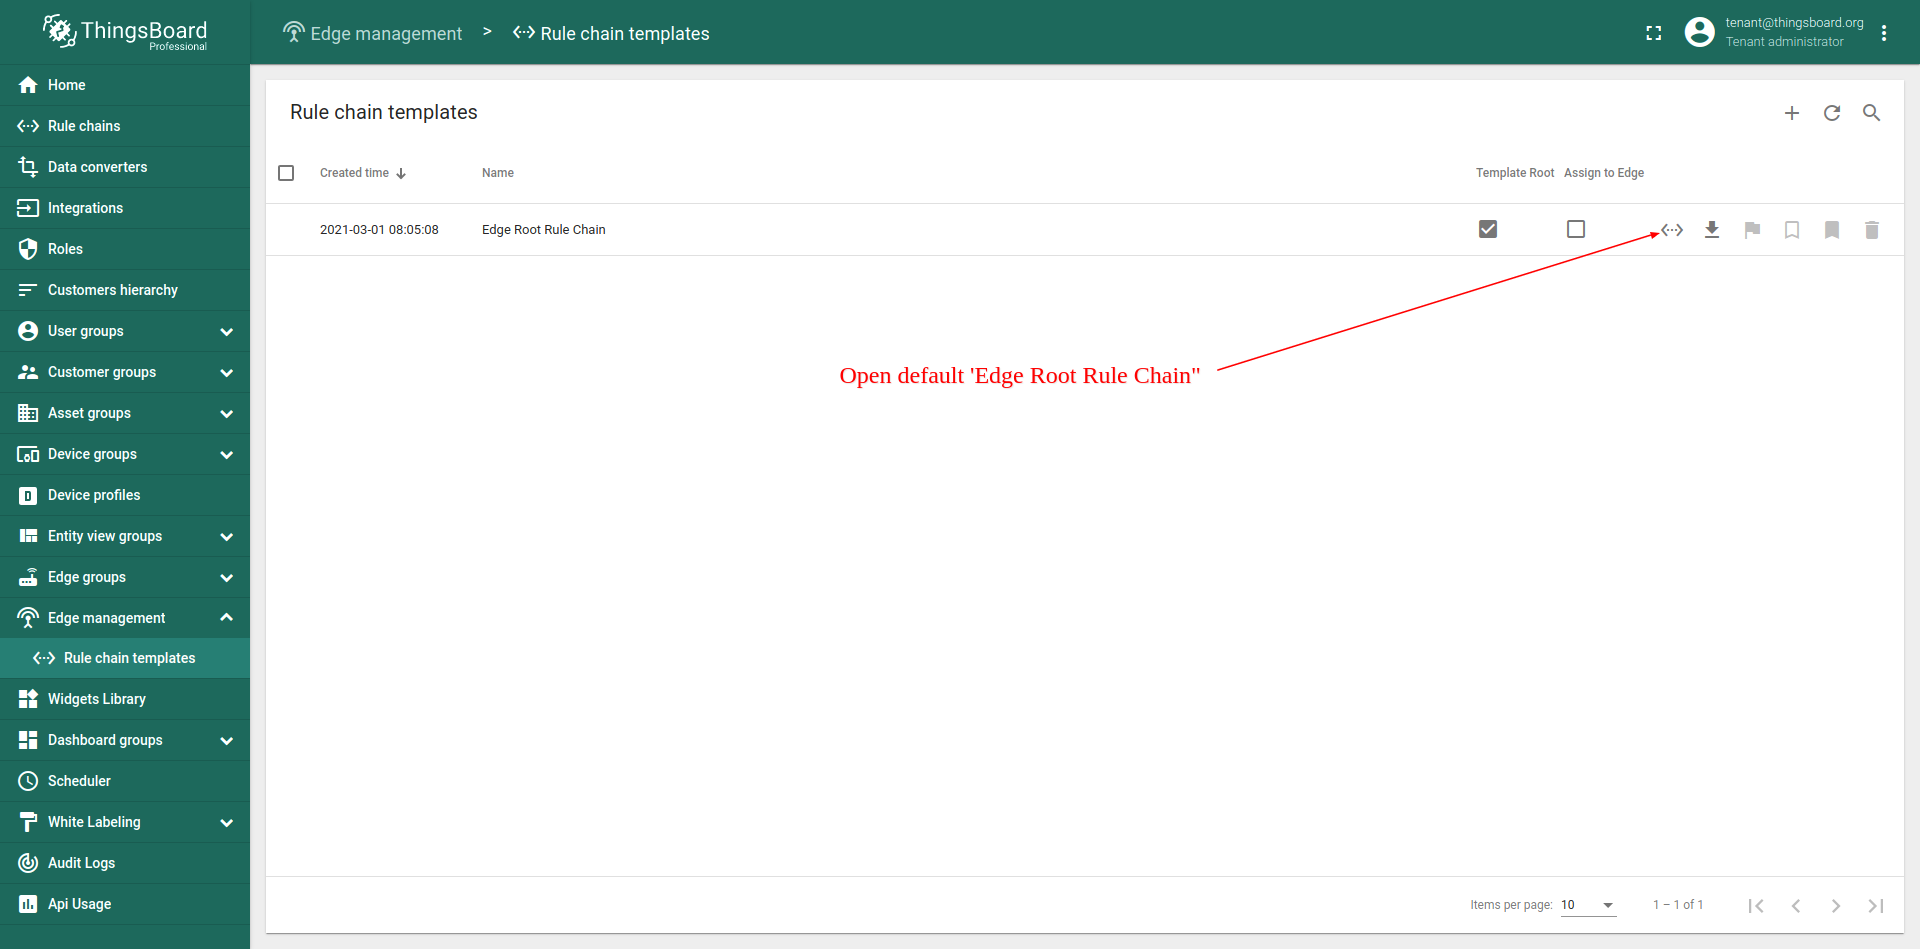 ThingsBoard
Professional
Edge management > Rule chain templates
tenant@thingsboard.org
Tenant administrator
Home
Rule chains
Data converters
Integrations
Roles
Customers hierarchy
User groups
Customer groups
Asset groups
Device groups
Device profiles
Entity view groups
Edge groups
Edge management
Rule chain templates
Widgets Library
Dashboard groups
Scheduler
White Labeling
Audit Logs
Api Usage
Rule chain templates
Created time Name Template Root Assign to Edge
2021-03-01 08:05:08 Edge Root Rule Chain
Open default 'Edge Root Rule Chain"
Items per page: 10 1 – 1 of 1